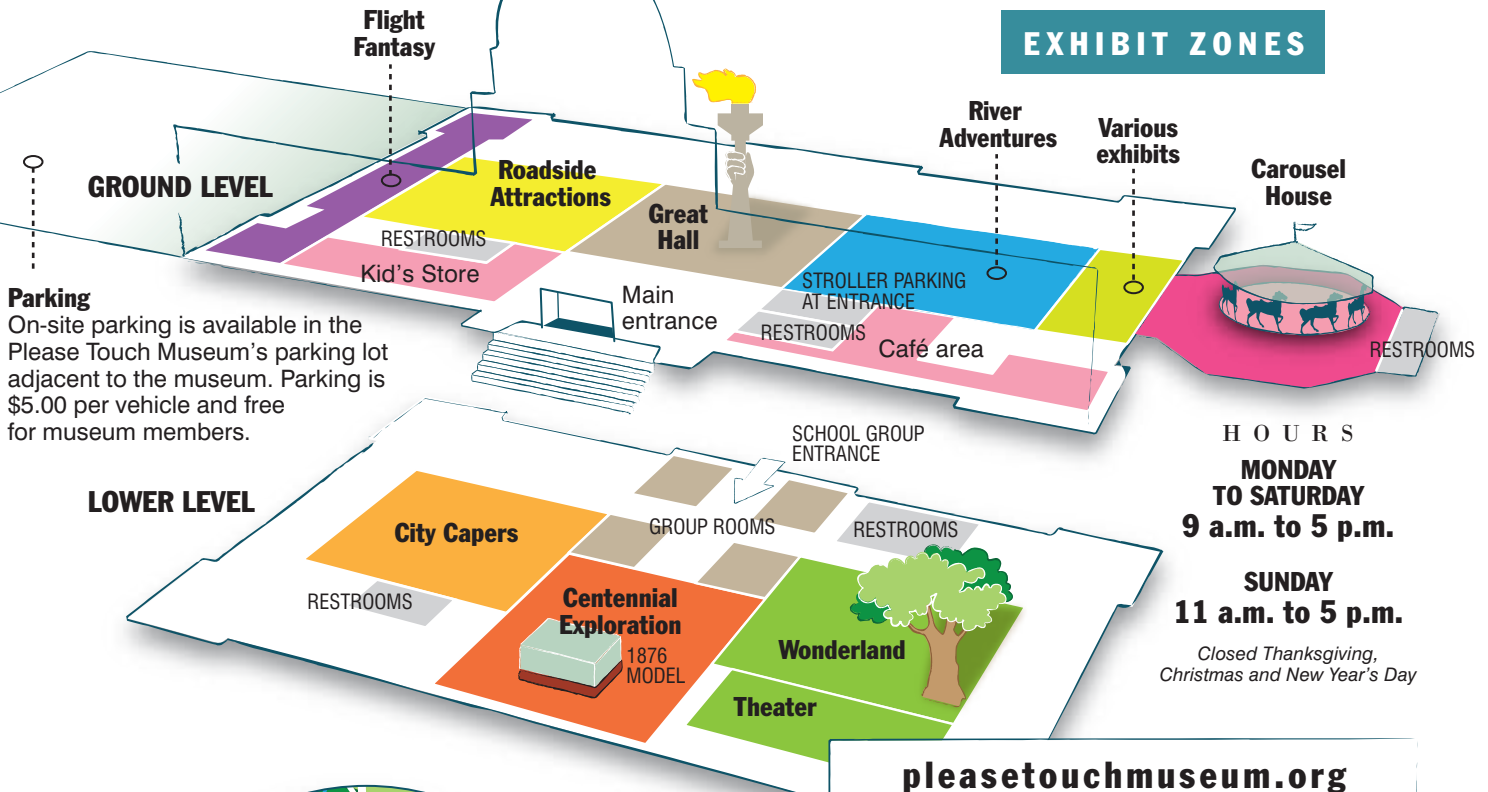 EXHIBIT ZONES
Flight
Fantasy
River
Adventures
Various
exhibits
Carousel
House
GROUND LEVEL
Roadside
Attractions
Great
Hall
RESTROOMS
Kid's Store
STROLLER PARKING
AT ENTRANCE
Main
entrance
RESTROOMS
Café area
RESTROOMS
Parking
On-site parking is available in the
Please Touch Museum's parking lot
adjacent to the museum. Parking is
$5.00 per vehicle and free
for museum members.
LOWER LEVEL
SCHOOL GROUP
ENTRANCE
City Capers
GROUP ROOMS
RESTROOMS
RESTROOMS
Centennial
Exploration
1876
MODEL
Wonderland
Theater
HOURS
MONDAY
TO SATURDAY
9 a.m. to 5 p.m.
SUNDAY
11 a.m. to 5 p.m.
Closed Thanksgiving,
Christmas and New Year's Day
pleasetouchmuseum.org